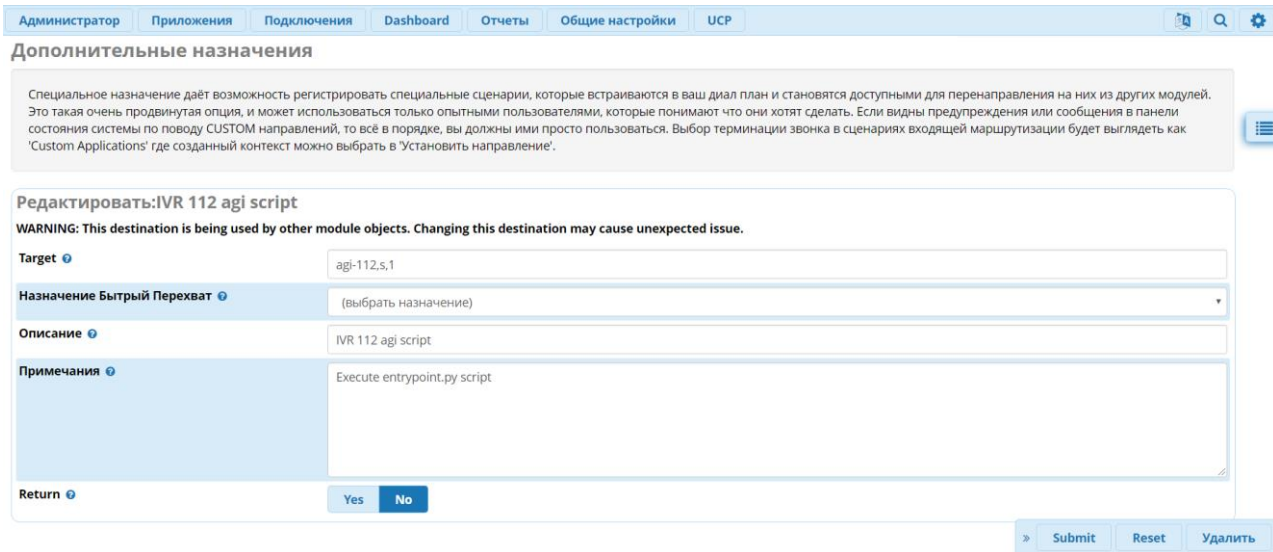 Администратор Приложения Подключения Dashboard Отчеты Общие настройки UCP
Дополнительные назначения
Специальное назначение даёт возможность регистрировать специальные сценарии, которые встраиваются в ваш диал план и становятся доступными для перенаправления на них из других модулей.
Это такая очень продвинутая опция, и может использоваться только опытными пользователями, которые понимают что они хотят сделать. Если видны предупреждения или сообщения в панели
состояния системы по поводу CUSTOM направлений, то всё в порядке, вы должны ими просто пользоваться. Выбор терминации звонка в сценариях входящей маршрутизации будет выглядеть как
'Custom Applications' где созданный контекст можно выбрать в 'Установить направление'.
Редактировать:IVR 112 agi script
WARNING: This destination is being used by other module objects. Changing this destination may cause unexpected issue.
Target
agi-112,s,1
Назначение Бытрый Перехват
(выбрать назначение)
Описание
IVR 112 agi script
Примечания
Execute entrypoint.py script
Return
Yes No
» Submit Reset Удалить